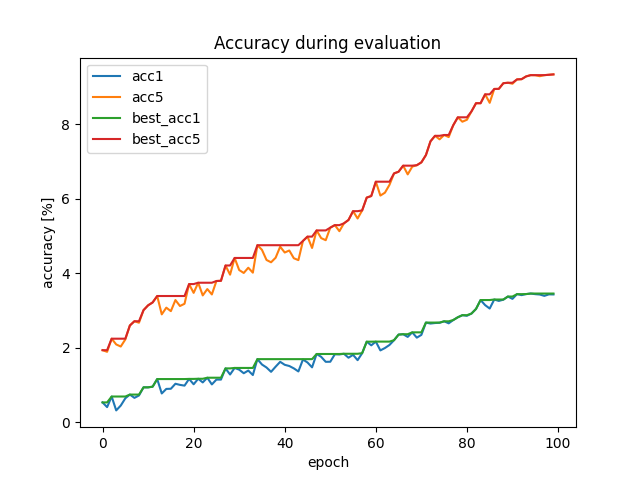 Accuracy during evaluation
acc1
acc5
best_acc1
best_acc5
accuracy [%]
8
6
4
2
0
0 20 40 60 80 100
epoch